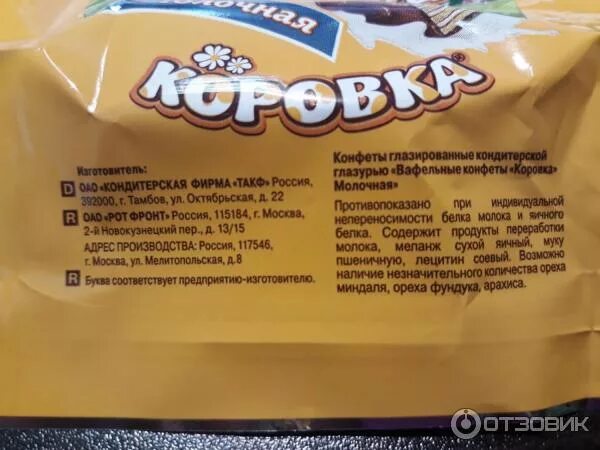 молочная
КОРОВКА®
Изготовитель:
D ОАО «КОНДИТЕРСКАЯ ФИРМА «ТАКФ» Россия,
392000, г. Тамбов, ул. Октябрьская, д. 22
R ОАО «РОТ ФРОНТ» Россия, 115184, г. Москва,
2-й Новокузнецкий пер., д. 13/15
АДРЕС ПРОИЗВОДСТВА: Россия, 117546,
г. Москва, ул. Мелитопольская, д.8
R Буква соответствует предприятию-изготовителю.
Конфеты глазированные кондитерской
глазурью «Вафельные конфеты «Коровка»
Молочная»
Противопоказано при индивидуальной
непереносимости белка молока и яичного
белка. Содержит продукты переработки
молока, меланж сухой яичный, муку
пшеничную, лецитин соевый. Возможно
наличие незначительного количества ореха
миндаля, ореха фундука, арахиса.
ОТЗОВИК